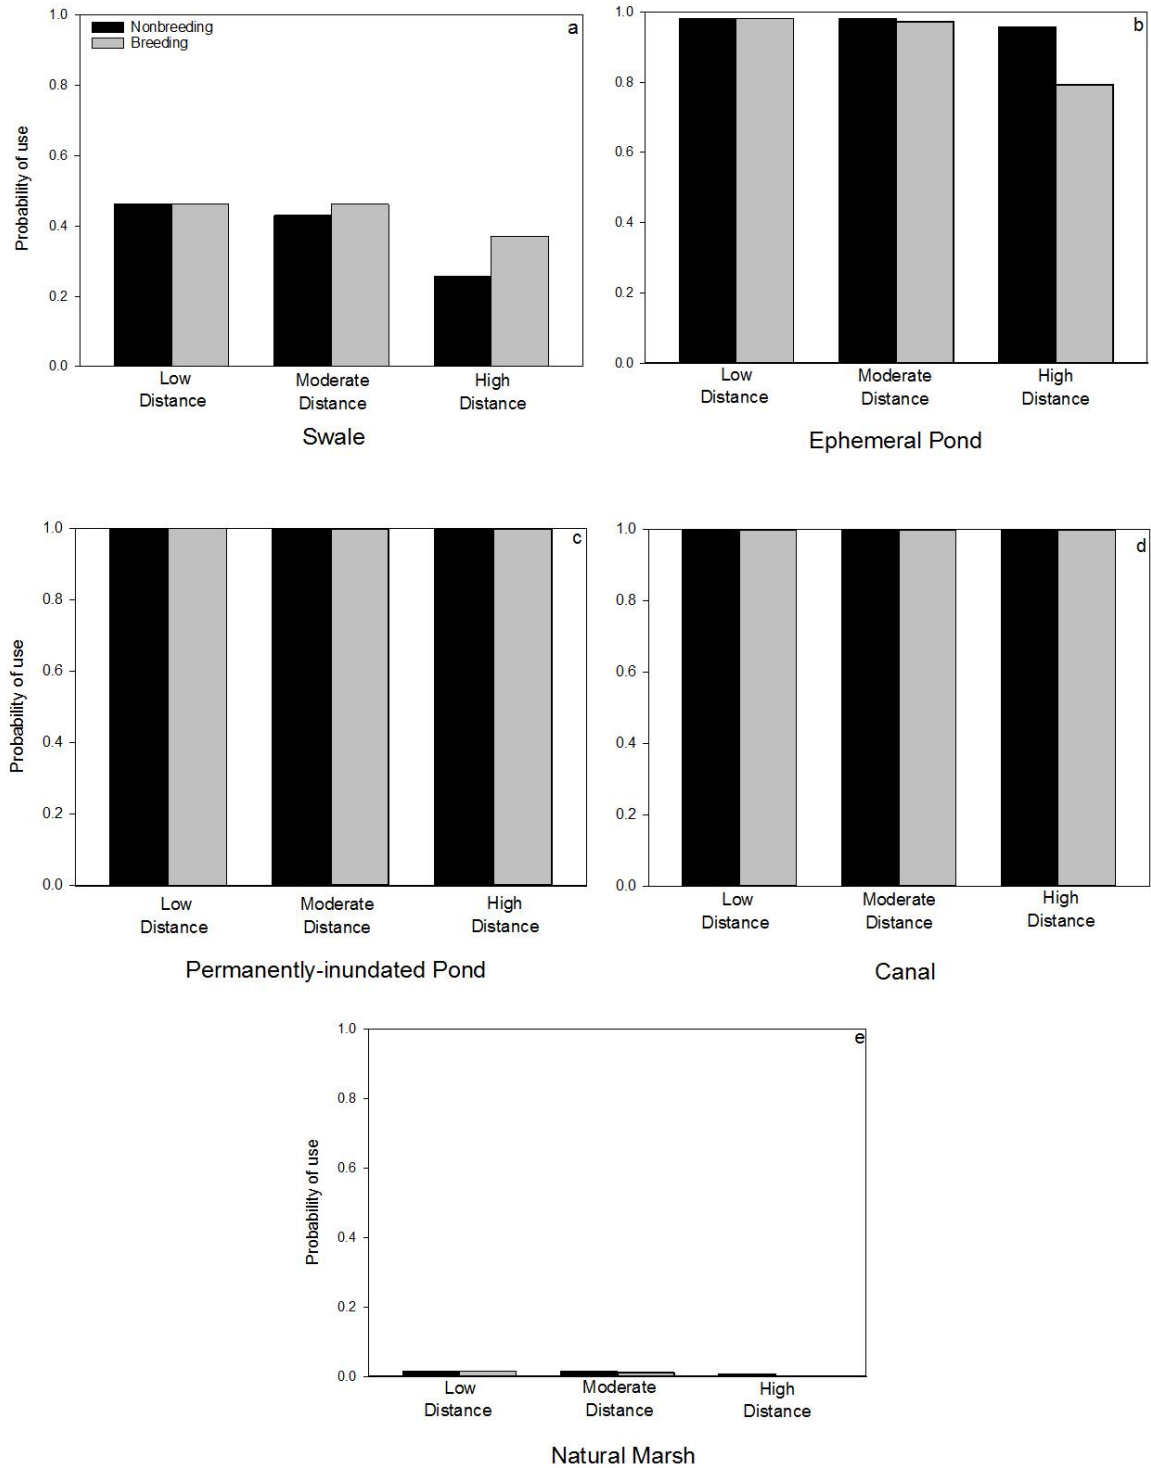 a
Nonbreeding
Breeding
Probability of use
1.0
0.8
0.6
0.4
0.2
0.0
Low
Distance
Moderate
Distance
High
Distance
Swale
b
1.0
0.8
0.6
0.4
0.2
0.0
Low
Distance
Moderate
Distance
High
Distance
Ephemeral Pond
c
Probability of use
1.0
0.8
0.6
0.4
0.2
0.0
Low
Distance
Moderate
Distance
High
Distance
Permanently-inundated Pond
d
1.0
0.8
0.6
0.4
0.2
0.0
Low
Distance
Moderate
Distance
High
Distance
Canal
e
Probability of use
1.0
0.8
0.6
0.4
0.2
0.0
Low
Distance
Moderate
Distance
High
Distance
Natural Marsh